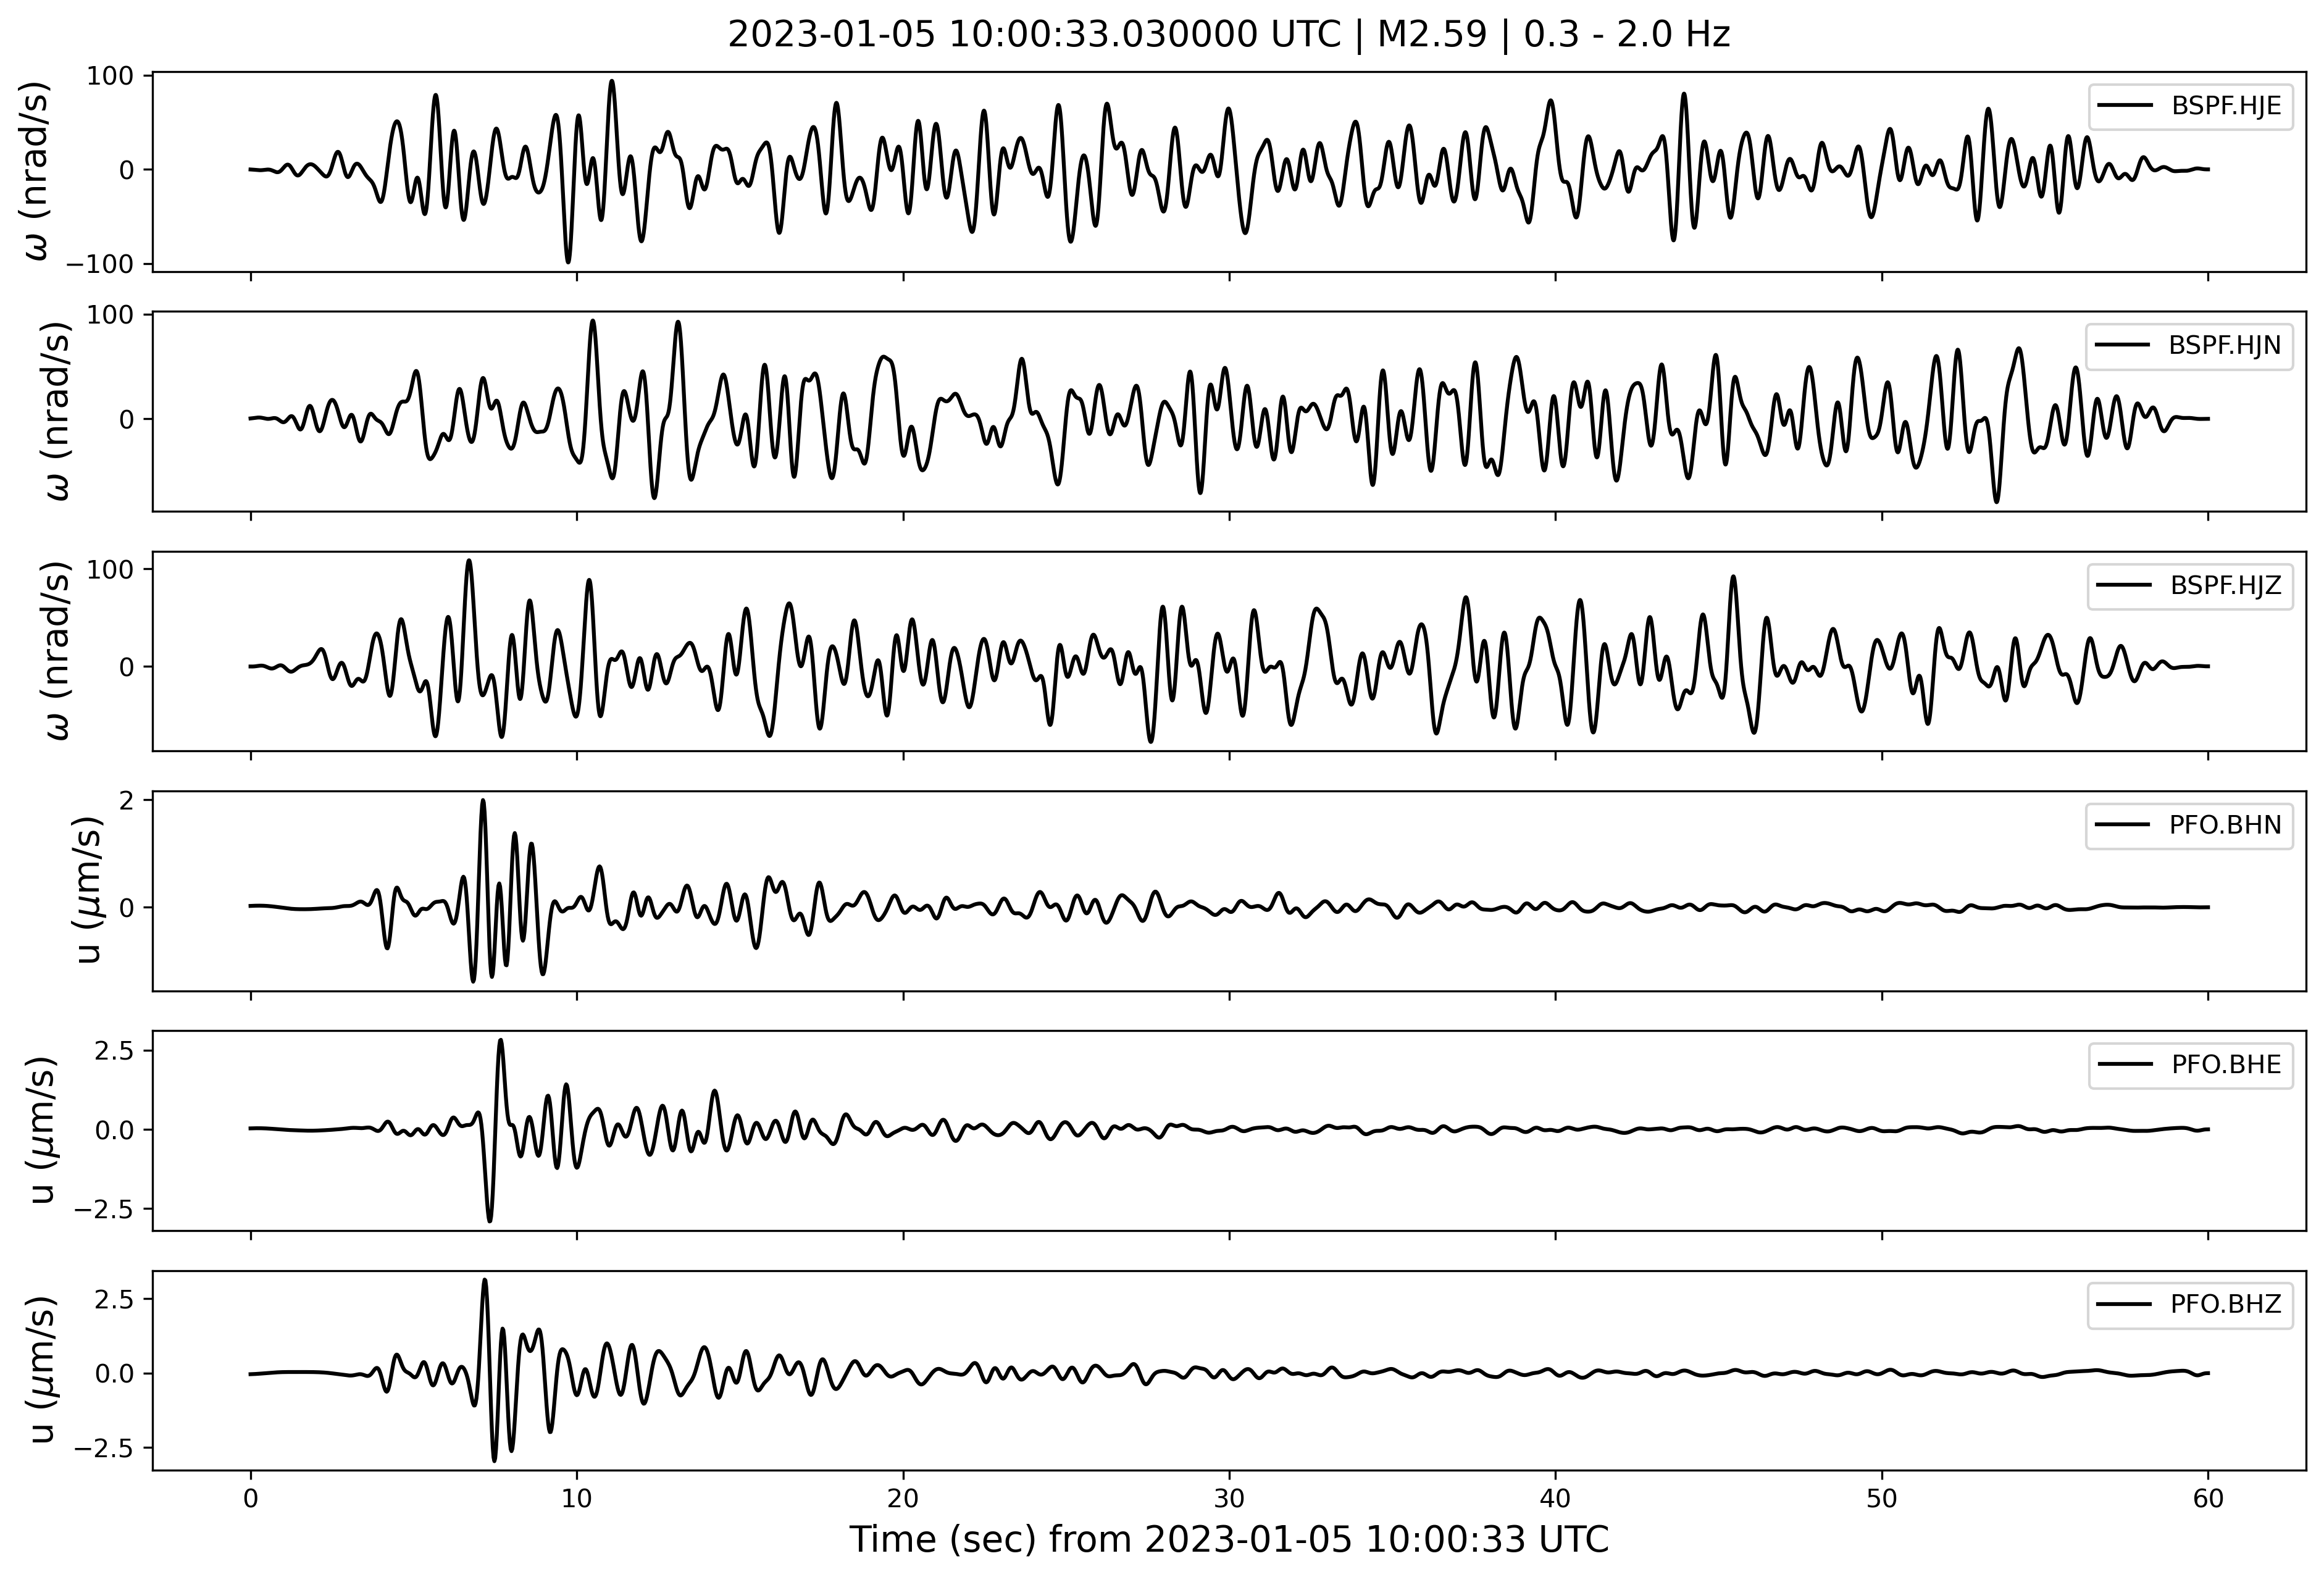 2023-01-05 10:00:33.030000 UTC | M2.59 | 0.3 - 2.0 Hz
ω (nrad/s)
100
0
−100
BSPF.HJE
ω (nrad/s)
100
0
BSPF.HJN
ω (nrad/s)
100
0
BSPF.HJZ
u (μm/s)
2
0
PFO.BHN
u (μm/s)
2.5
0.0
−2.5
PFO.BHE
u (μm/s)
2.5
0.0
−2.5
PFO.BHZ
0 10 20 30 40 50 60
Time (sec) from 2023-01-05 10:00:33 UTC